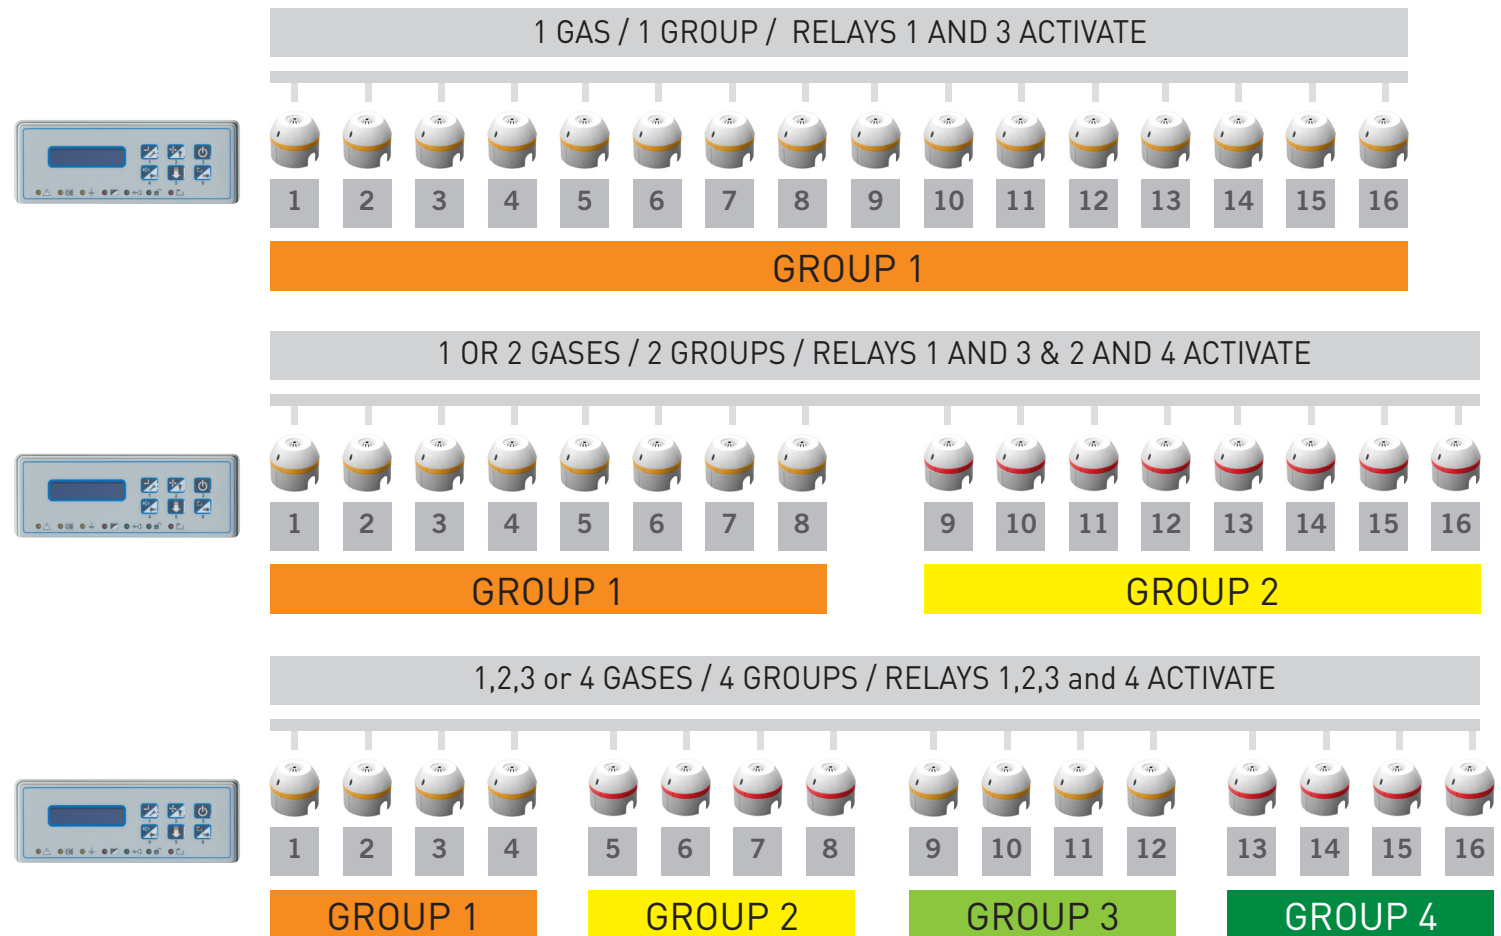 1 GAS / 1 GROUP / RELAYS 1 AND 3 ACTIVATE
1 2 3 4 5 6 7 8 9 10 11 12 13 14 15 16
GROUP 1
1 OR 2 GASES / 2 GROUPS / RELAYS 1 AND 3 & 2 AND 4 ACTIVATE
1 2 3 4 5 6 7 8 9 10 11 12 13 14 15 16
GROUP 1 GROUP 2
1,2,3 or 4 GASES / 4 GROUPS / RELAYS 1,2,3 and 4 ACTIVATE
1 2 3 4 5 6 7 8 9 10 11 12 13 14 15 16
GROUP 1 GROUP 2 GROUP 3 GROUP 4